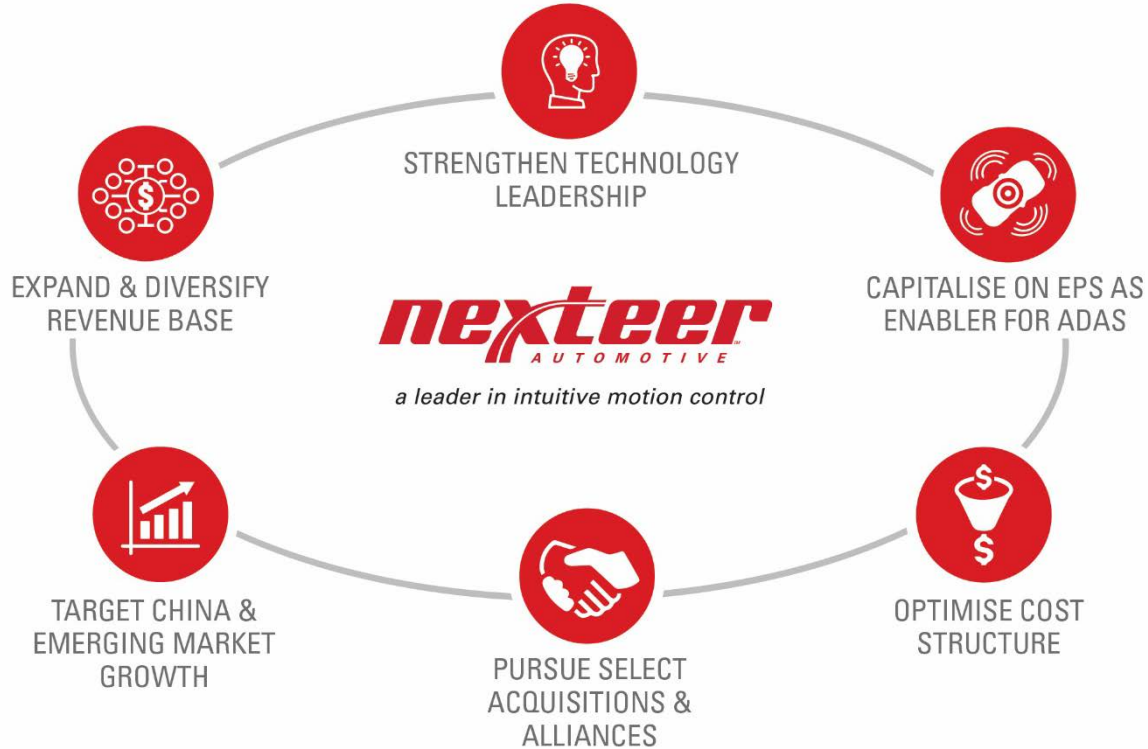 STRENGTHEN TECHNOLOGY
LEADERSHIP
EXPAND & DIVERSIFY
REVENUE BASE
CAPITALISE ON EPS AS
ENABLER FOR ADAS
nexteer
AUTOMOTIVE
a leader in intuitive motion control
TARGET CHINA &
EMERGING MARKET
GROWTH
PURSUE SELECT
ACQUISITIONS &
ALLIANCES
OPTIMISE COST
STRUCTURE
$
$
$